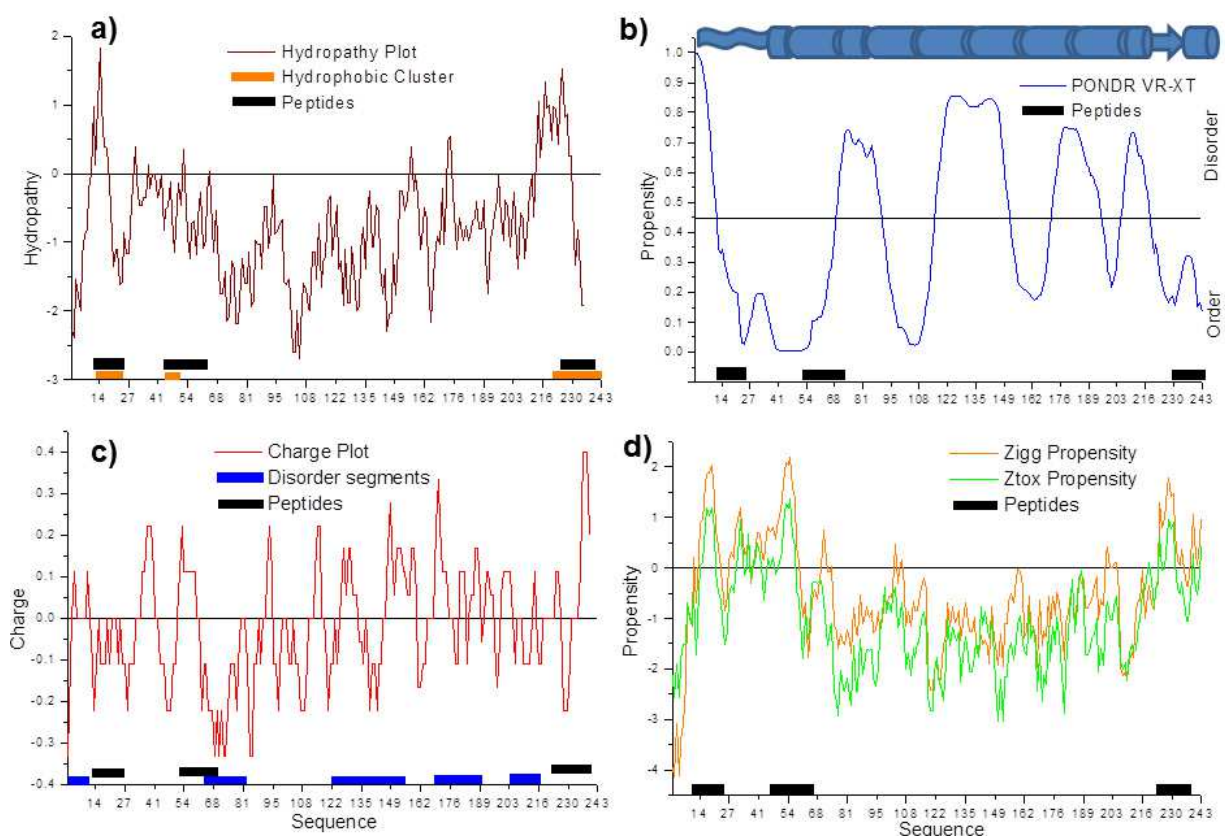 a)
Hydropathy Plot
Hydrophobic Cluster
Peptides
2
1
0
-1
-2
-3
Hydropathy
14 27 41 54 68 81 95 108 122 135 149 162 176 189 203 216 230 243
b)
PONDR VR-XT
Peptides
1.0
0.9
0.7
0.6
0.4
0.3
0.1
0.0
Propensity
Disorder
Order
14 27 41 54 68 81 95 108 122 135 149 162 176 189 203 216 230 243
c)
Charge Plot
Disorder segments
Peptides
0.4
0.3
0.2
0.1
0.0
-0.1
-0.2
-0.3
-0.4
Charge
14 27 41 54 68 81 95 108 122 135 149 162 176 189 203 216 230 243
Sequence
d)
Zigg Propensity
Ztox Propensity
Peptides
2
1
0
-1
-2
-3
-4
Propensity
14 27 41 54 68 81 95 108 122 135 149 162 176 189 203 216 230 243
Sequence